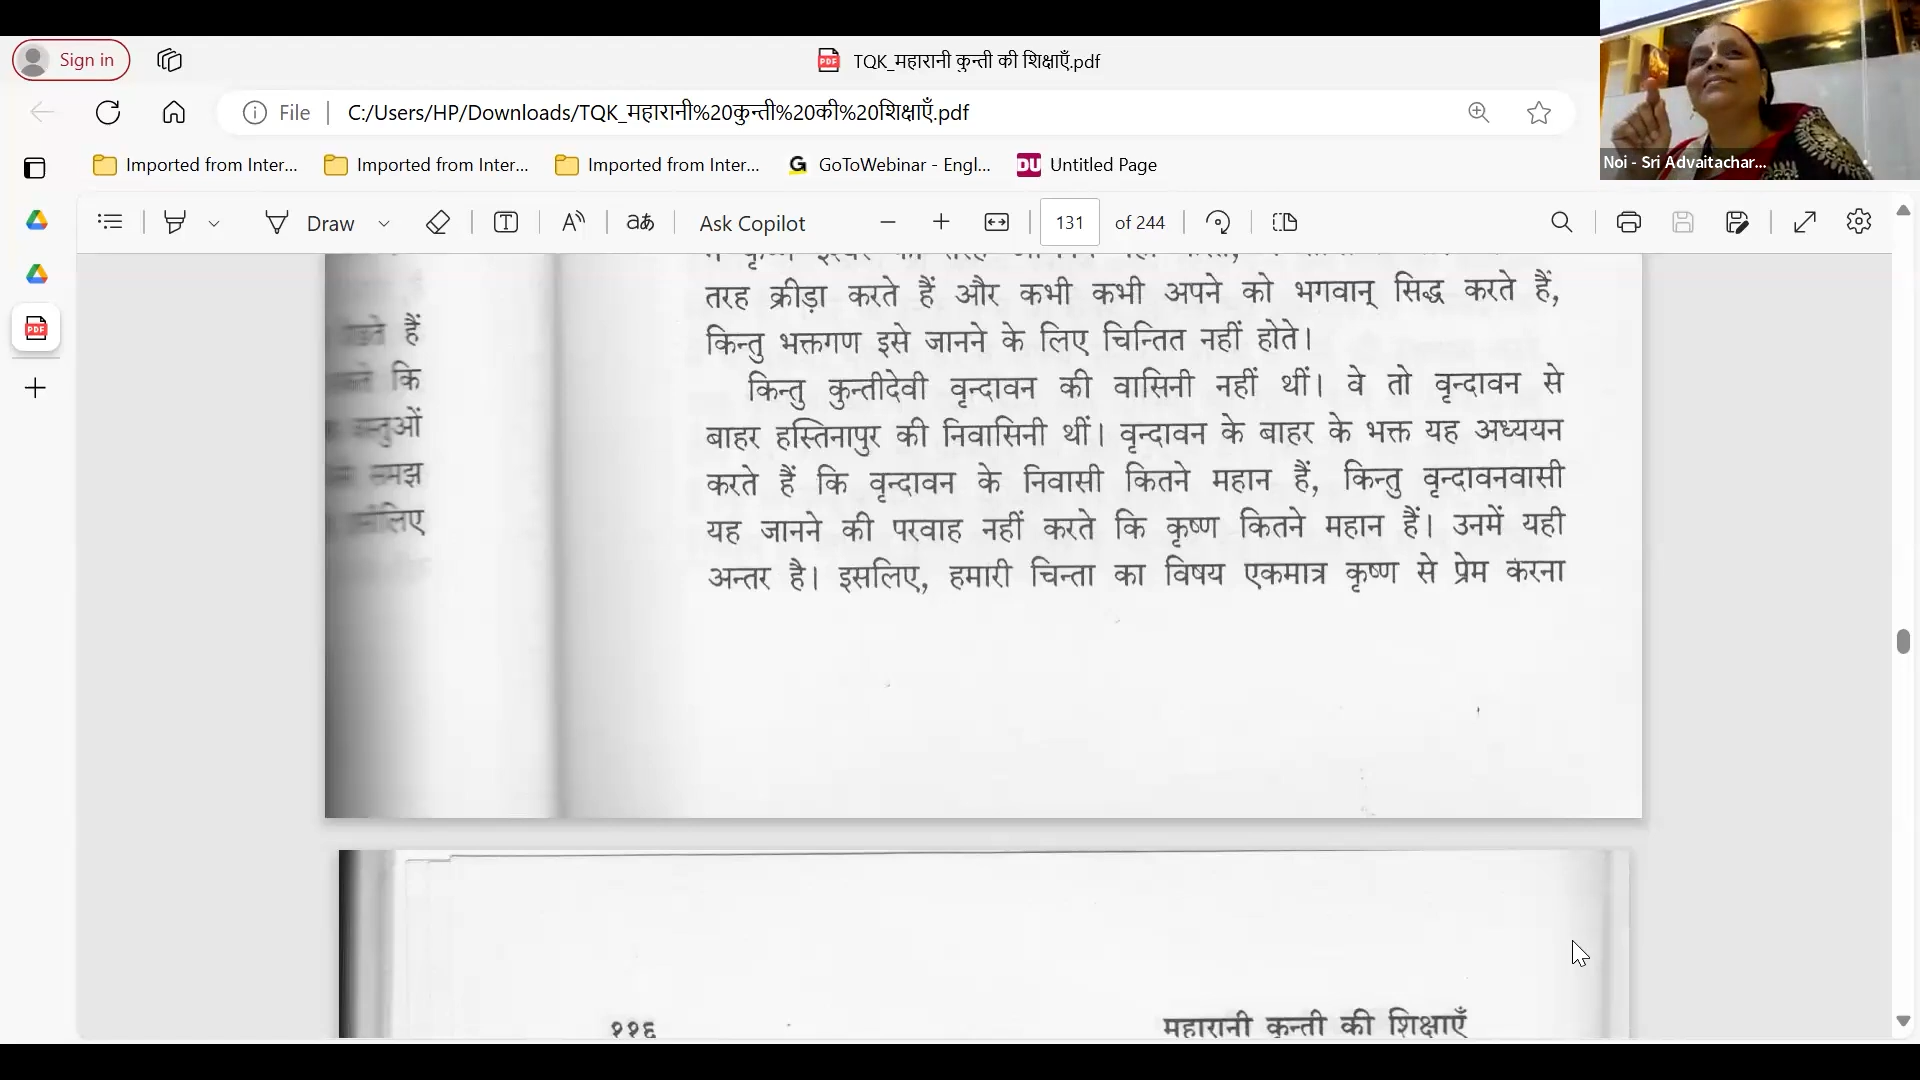 Sign in
TQK_महारानी कुन्ती की शिक्षाएँ.pdf
File
C:/Users/HP/Downloads/TQK_महारानी%20कुन्ती%20की%20शिक्षाएँ.pdf
Imported from Inter...
Imported from Inter...
Imported from Inter...
GoToWebinar - Engl...
DU Untitled Page
Noi - Sri Advaitachar...
Draw
Ask Copilot
131 of 244
तरह क्रीड़ा करते हैं और कभी कभी अपने को भगवान् सिद्ध करते हैं,
किन्तु भक्तगण इसे जानने के लिए चिन्तित नहीं होते।
किन्तु कुन्तीदेवी वृन्दावन की वासिनी नहीं थीं। वे तो वृन्दावन से
बाहर हस्तिनापुर की निवासिनी थीं। वृन्दावन के बाहर के भक्त यह अध्ययन
करते हैं कि वृन्दावन के निवासी कितने महान हैं, किन्तु वृन्दावनवासी
यह जानने की परवाह नहीं करते कि कृष्ण कितने महान हैं। उनमें यही
अन्तर है। इसलिए, हमारी चिन्ता का विषय एकमात्र कृष्ण से प्रेम करना
हैं
कि
समझ
११६
महारानी कुन्ती की शिक्षाएँ